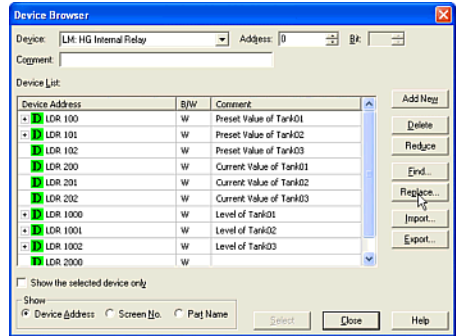 Device Browser
Device: LM: HG Internal Relay Address: 0 Bit:
Comment:
Device List:
Device Address B/W Comment
LDR 100 W Preset Value of Tank01
LDR 101 W Preset Value of Tank02
LDR 102 W Preset Value of Tank03
LDR 200 W Current Value of Tank01
LDR 201 W Current Value of Tank02
LDR 202 W Current Value of Tank03
LDR 1000 W Level of Tank01
LDR 1001 W Level of Tank02
LDR 1002 W Level of Tank03
LDR 2000 W
Add New
Delete
Reduce
Find...
Replace...
Import...
Export...
Show the selected device only
Show
Device Address Screen No. Part Name
Select Close Help